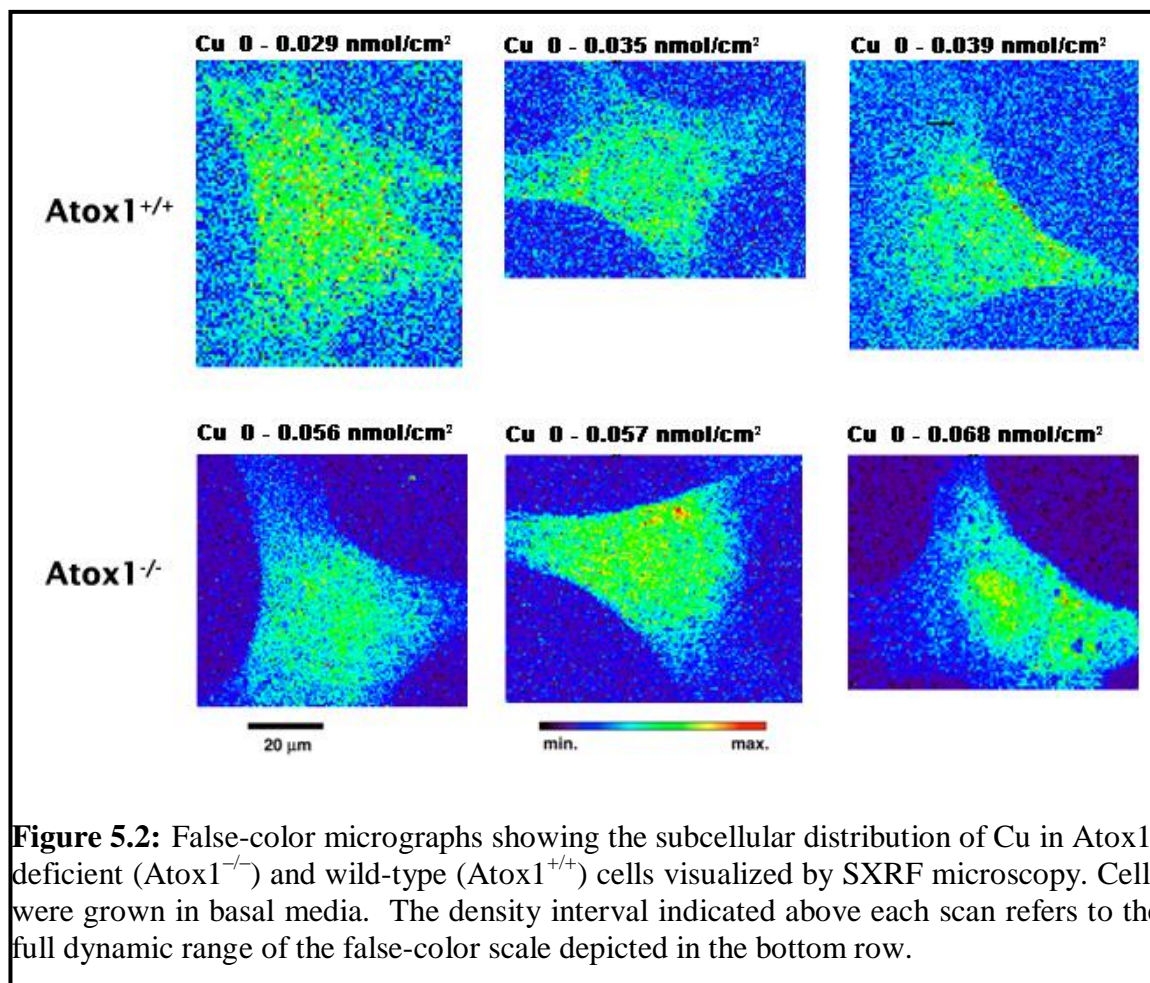 Cu 0 - 0.029 nmol/cm² Cu 0 - 0.035 nmol/cm² Cu 0 - 0.039 nmol/cm²
Atox1+/+
Cu 0 - 0.056 nmol/cm² Cu 0 - 0.057 nmol/cm² Cu 0 - 0.068 nmol/cm²
Atox1-/-
20 μm min. max.
Figure 5.2: False-color micrographs showing the subcellular distribution of Cu in Atox1
deficient (Atox1−/−) and wild-type (Atox1+/+) cells visualized by SXRF microscopy. Cell
were grown in basal media. The density interval indicated above each scan refers to the
full dynamic range of the false-color scale depicted in the bottom row.